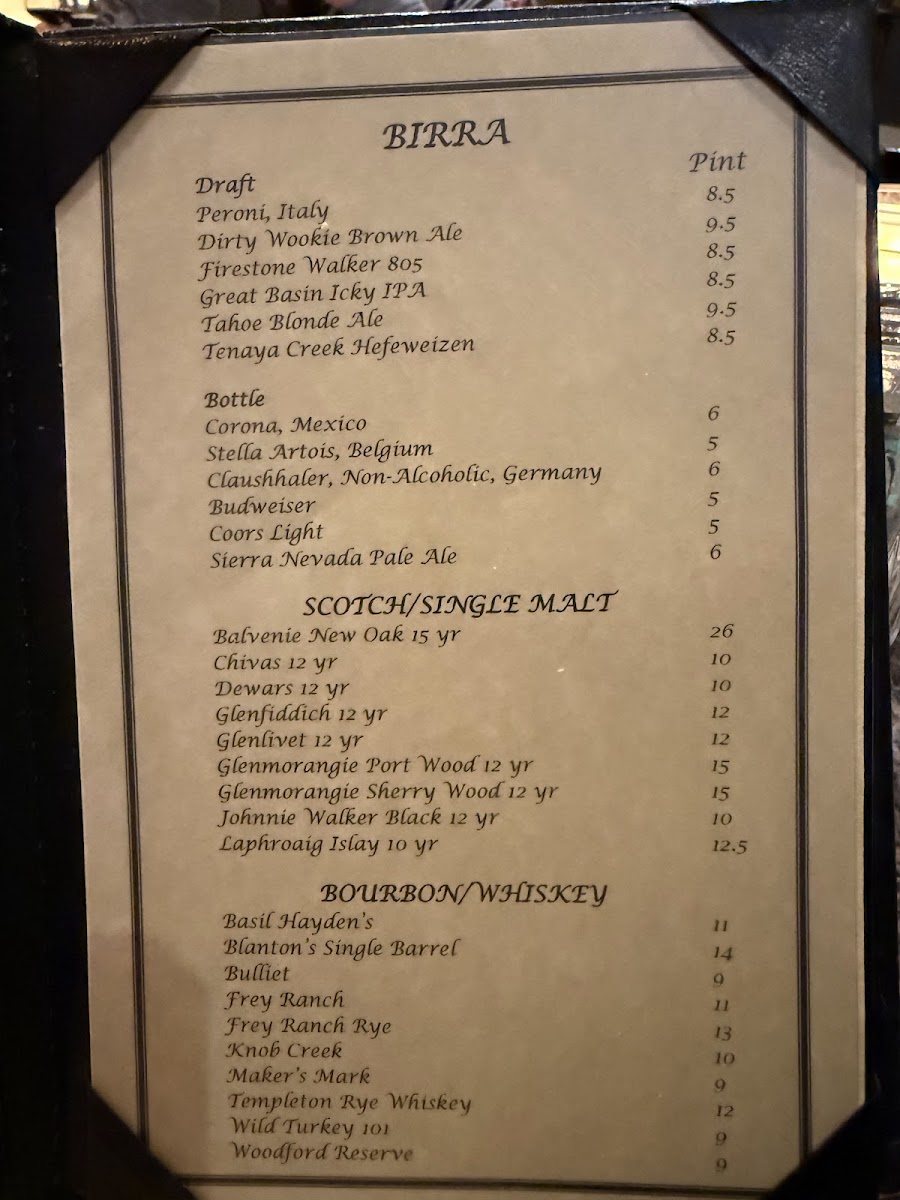 BIRRA
Pint
Draft
Peroni, Italy 8.5
Dirty Wookie Brown Ale 9.5
Firestone Walker 805 8.5
Great Basin Icky IPA 8.5
Tahoe Blonde Ale 9.5
Tenaya Creek Hefeweizen 8.5
Bottle
Corona, Mexico 6
Stella Artois, Belgium 5
Claushhaler, Non-Alcoholic, Germany 6
Budweiser 5
Coors Light 5
Sierra Nevada Pale Ale 6
SCOTCH/SINGLE MALT
Balvenie New Oak 15 yr 26
Chivas 12 yr 10
Dewars 12 yr 10
Glenfiddich 12 yr 12
Glenlivet 12 yr 12
Glenmorangie Port Wood 12 yr 15
Glenmorangie Sherry Wood 12 yr 15
Johnnie Walker Black 12 yr 10
Laphroaig Islay 10 yr 12.5
BOURBON/WHISKEY
Basil Hayden's 11
Blanton's Single Barrel 14
Bulliet 9
Frey Ranch 11
Frey Ranch Rye 13
Knob Creek 10
Maker's Mark 9
Templeton Rye Whiskey 12
Wild Turkey 101 9
Woodford Reserve 9